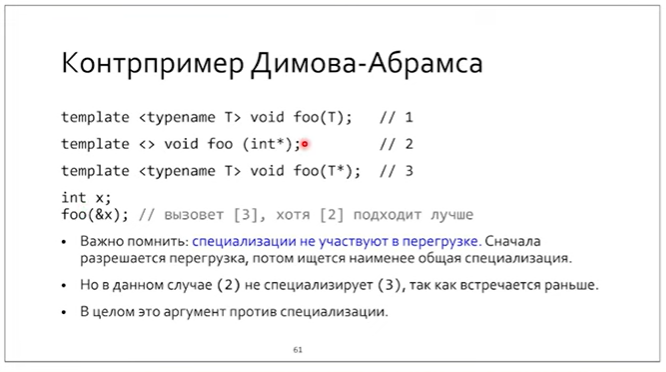 Контрпример Димова-Абрамса
template <typename T> void foo(T);   // 1
template <> void foo (int*);         // 2
template <typename T> void foo(T*);  // 3
int x;
foo(&x); // вызовет [3], хотя [2] подходит лучше
• Важно помнить: специализации не участвуют в перегрузке. Сначала
разрешается перегрузка, потом ищется наименее общая специализация.
• Но в данном случае (2) не специализирует (3), так как встречается раньше.
• В целом это аргумент против специализации.
61